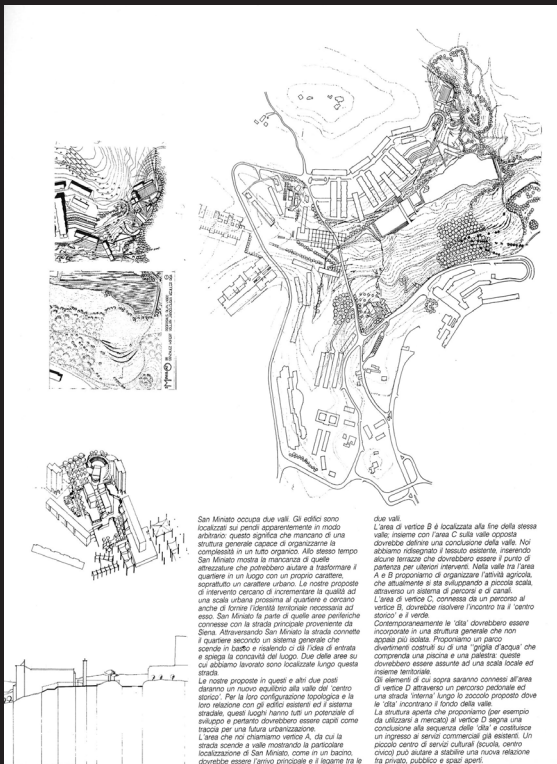 San Miniato occupa due valli. Gli edifici sono
localizzati sui pendii apparentemente in modo
arbitrario: questo significa che mancano di una
struttura generale capace di organizzarne la
complessità in un tutto organico. Allo stesso tempo
San Miniato mostra la mancanza di quelle
attrezzature che potrebbero aiutare a trasformare il
quartiere in un luogo con un proprio carattere,
soprattutto un carattere urbano. Le nostre proposte
di intervento cercano di incrementare la qualità ad
una scala urbana prossima al quartiere e cercano
anche di fornire l'identità territoriale necessaria ad
esso. San Miniato fa parte di quelle aree periferiche
connesse con la strada principale proveniente da
Siena. Attraversando San Miniato la strada connette
il quartiere secondo un sistema generale che
scende in basso e risalendo ci dà l'idea di entrata
e spiega la concavità del luogo. Due delle aree su
cui abbiamo lavorato sono localizzate lungo questa
strada.
Le nostre proposte in questi e altri due posti
daranno un nuovo equilibrio alla valle del 'centro
storico'. Per la loro configurazione topologica e la
loro relazione con gli edifici esistenti ed il sistema
stradale, questi luoghi hanno tutti un potenziale di
sviluppo e pertanto dovrebbero essere capiti come
traccia per una futura urbanizzazione.
L'area che noi chiamiamo vertice A, da cui la
strada scende a valle mostrando la particolare
localizzazione di San Miniato, come in un bacino,
dovrebbe essere l'arrivo principale e il legame tra le
due valli.
L'area di vertice B è localizzata alla fine della stessa
valle; insieme con l'area C sulla valle opposta
dovrebbe definire una conclusione della valle. Noi
abbiamo ridisegnato il tessuto esistente, inserendo
alcune terrazze che dovrebbero essere il punto di
partenza per ulteriori interventi. Nella valle tra l'area
A e B proponiamo di organizzare l'attività agricola,
che attualmente si sta sviluppando a piccola scala,
attraverso un sistema di percorsi e di canali.
L'area di vertice C, connessa da un percorso al
vertice B, dovrebbe risolvere l'incontro tra il 'centro
storico' e il verde.
Contemporaneamente le 'dita' dovrebbero essere
incorporate in una struttura generale che non
appaia più isolata. Proponiamo un parco
divertimenti costruiti su di una ''griglia d'acqua' che
comprenda una piscina e una palestra: queste
dovrebbero essere assunte ad una scala locale ed
insieme territoriale.
Gli elementi di cui sopra saranno connessi all'area
di vertice D attraverso un percorso pedonale ed
una strada 'interna' lungo lo zoccolo proposto dove
le 'dita' incontrano il fondo della valle.
La struttura aperta che proponiamo (per esempio
da utilizzarsi a mercato) al vertice D segna una
conclusione alla sequenza delle 'dita' e costituisce
un ingresso ai servizi commerciali già esistenti. Un
piccolo centro di servizi culturali (scuola, centro
civico) può aiutare a stabilire una nuova relazione
tra privato, pubblico e spazi aperti.